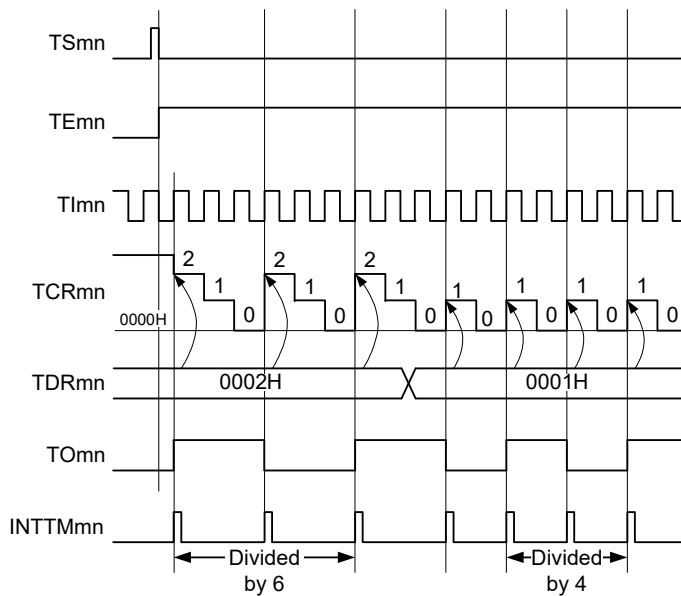 TSmn
TEmn
TImn
TCRmn
2
1
0
2
1
0
2
1
0
1
0
1
0
1
0
1
0000H
TDRmn
0002H
0001H
TOmn
INTTMmn
Divided
by 6
Divided
by 4